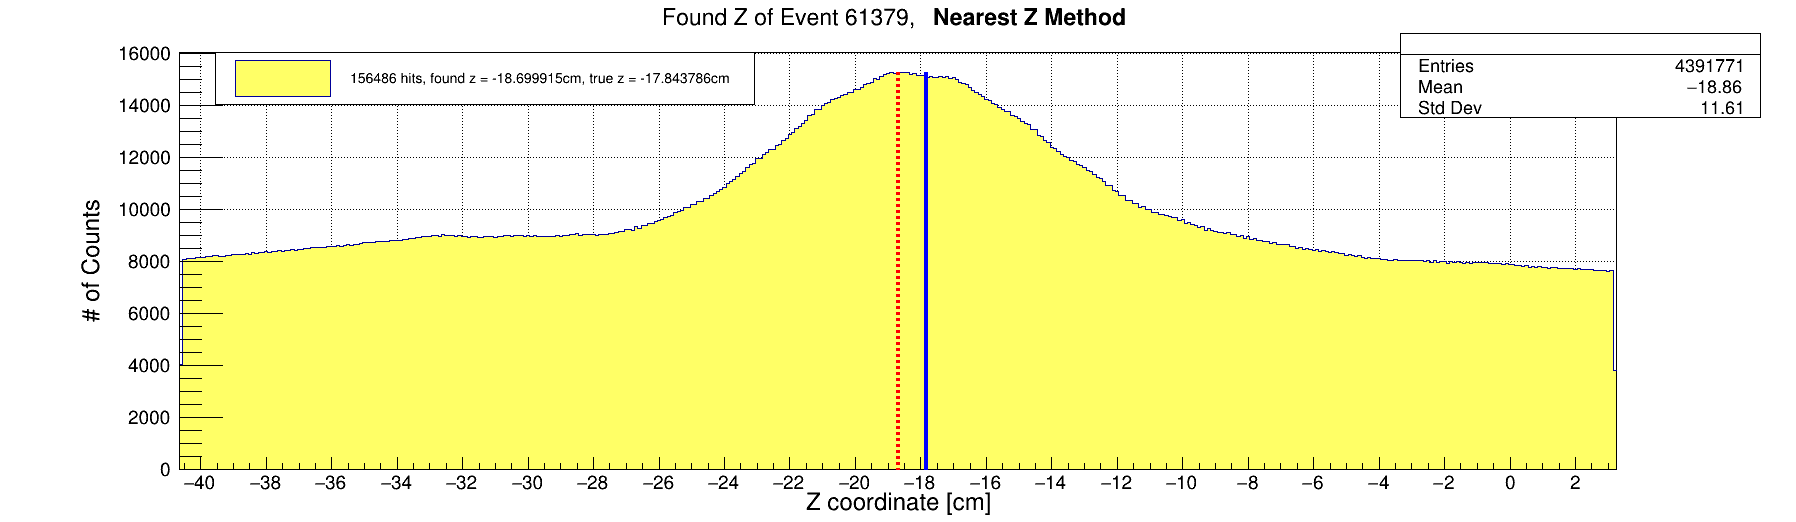 Found Z of Event 61379, Nearest Z Method
156486 hits, found z = -18.699915cm, true z = -17.843786cm
Entries 4391771
Mean −18.86
Std Dev 11.61
# of Counts
16000
14000
12000
10000
8000
6000
4000
2000
0
−40 −38 −36 −34 −32 −30 −28 −26 −24 −22 −20 −18 −16 −14 −12 −10 −8 −6 −4 −2 0 2
Z coordinate [cm]